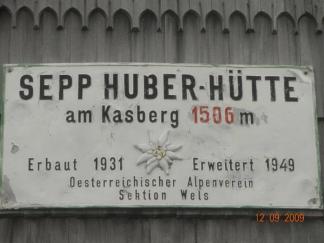 SEPP HUBER-HÜTTE
am Kasberg 1506 m
Erbaut 1931 Erweitert 1949
Oesterreichischer Alpenverein
Sektion Wels
12 09 2009